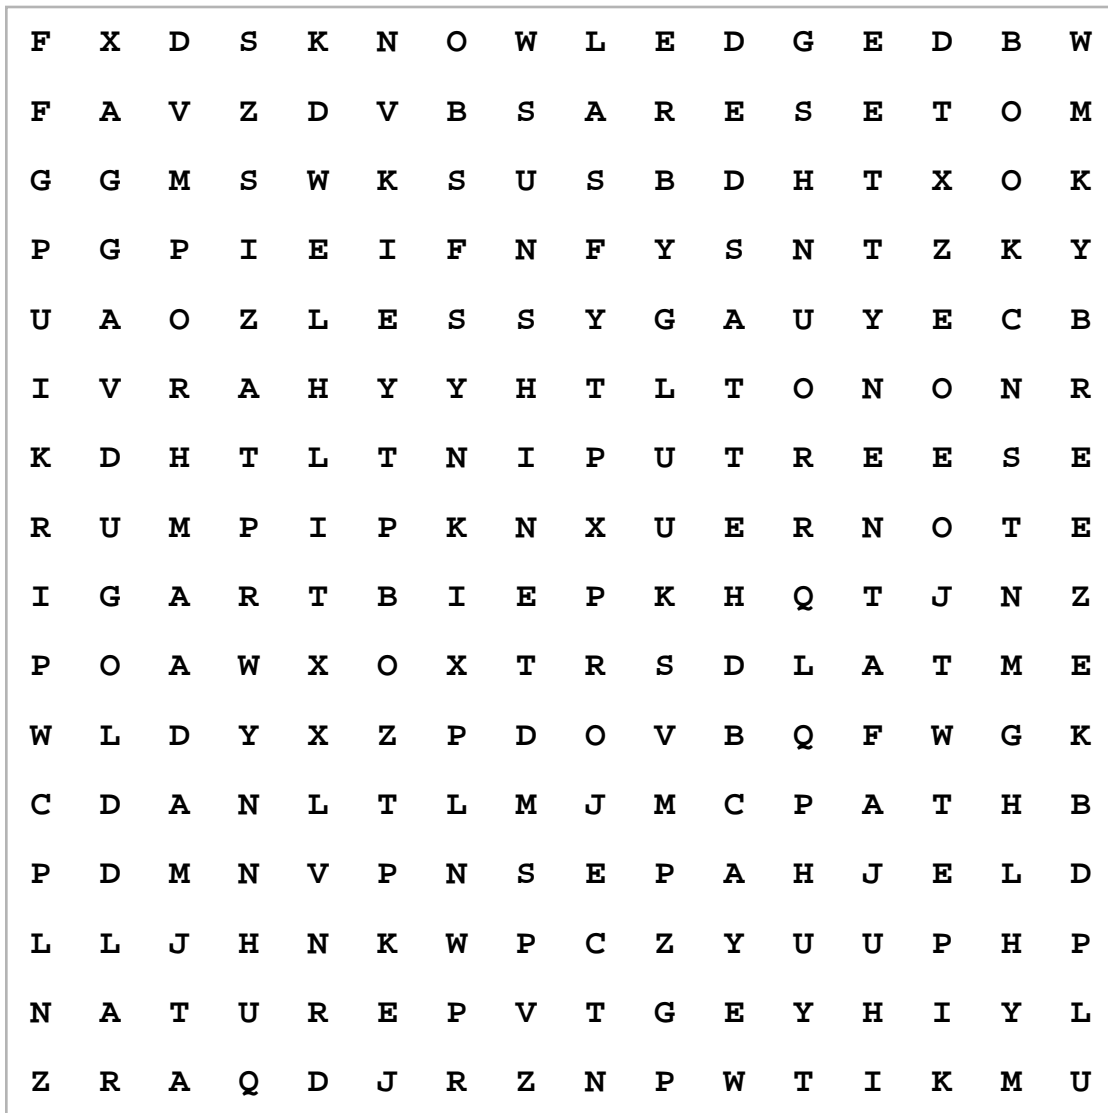 F X D S K N O W L E D G E D B W
F A V Z D V B S A R E S E T O M
G G M S W K S U S B D H T X O K
P G P I E I F N F Y S N T Z K Y
U A O Z L E S S Y G A U Y E C B
I V R A H Y Y H T L T O N O N R
K D H T L T N I P U T R E E S E
R U M P I P K N X U E R N O T E
I G A R T B I E P K H Q T J N Z
P O A W X O X T R S D L A T M E
W L D Y X Z P D O V B Q F W G K
C D A N L T L M J M C P A T H B
P D M N V P N S E P A H J E L D
L L J H N K W P C Z Y U U P H P
N A T U R E P V T G E Y H I Y L
Z R A Q D J R Z N P W T I K M U